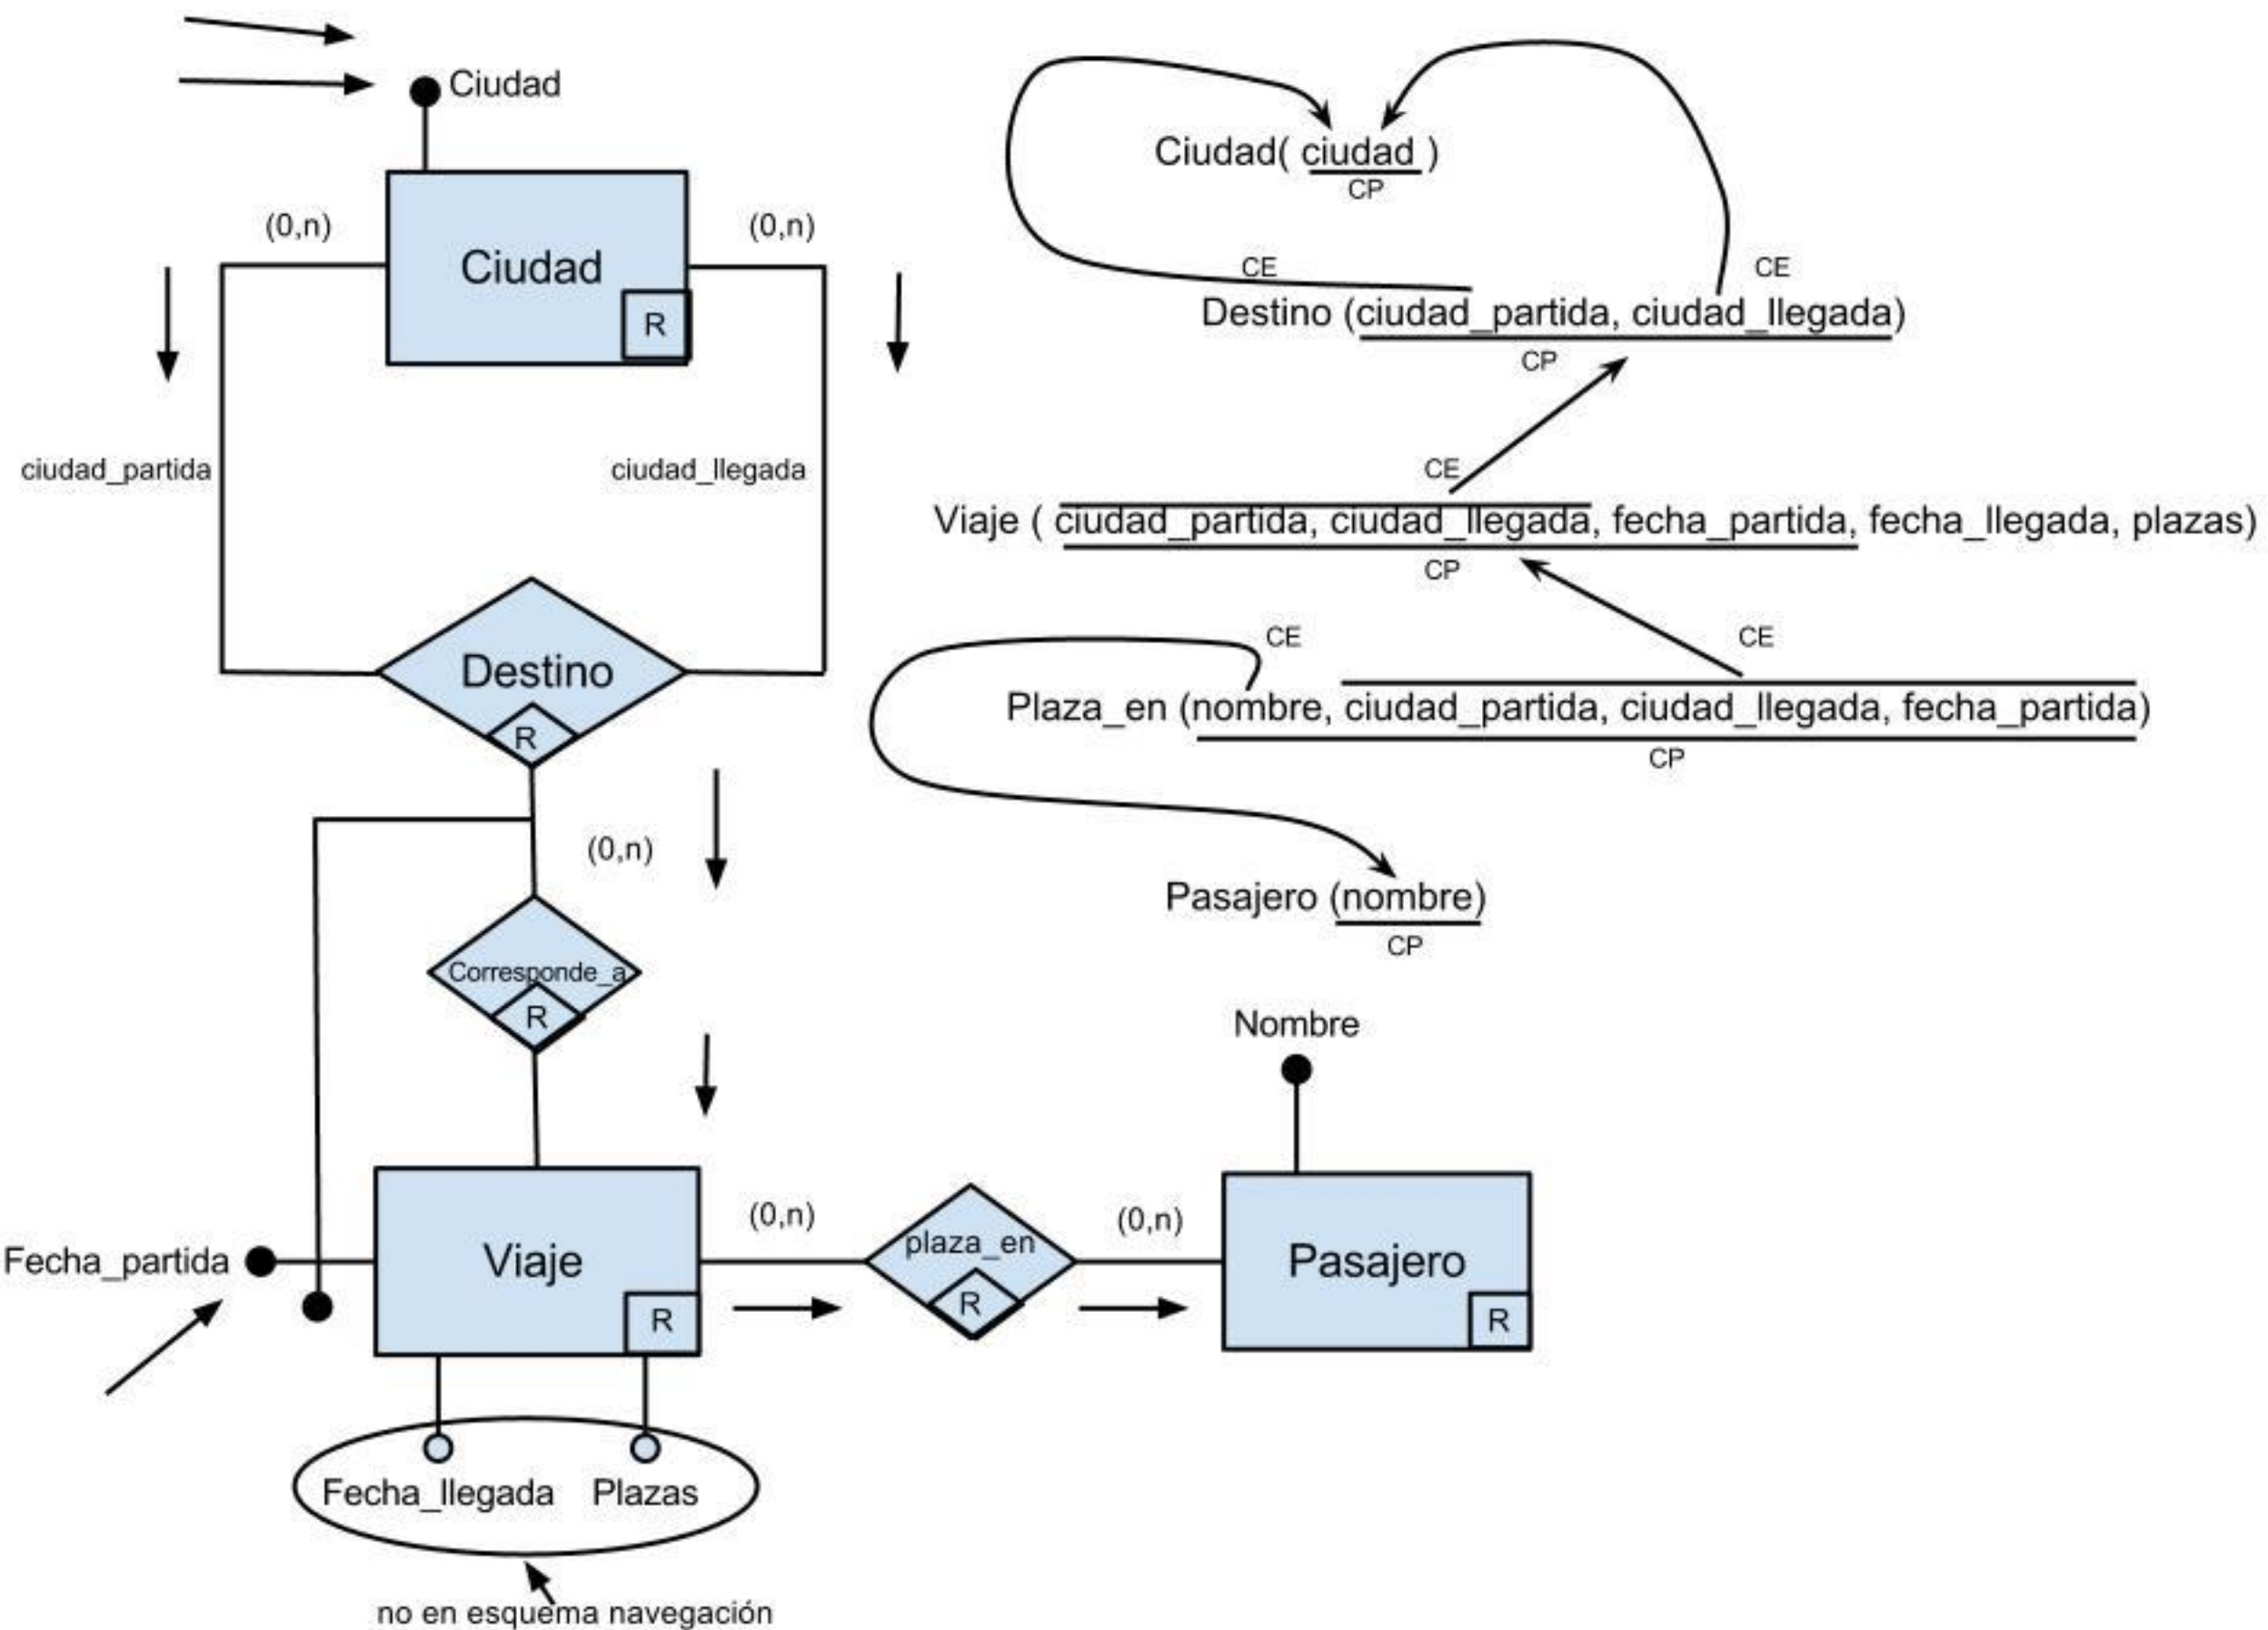 Ciudad
(0,n)
(0,n)
Ciudad
R
ciudad_partida
ciudad_llegada
Destino
R
(0,n)
Corresponde_a
R
Fecha_partida
Viaje
R
(0,n)
plaza_en
R
(0,n)
Nombre
Pasajero
R
Fecha_llegada
Plazas
no en esquema navegación
Ciudad( ciudad )
CP
CE
CE
Destino (ciudad_partida, ciudad_llegada)
CP
CE
Viaje ( ciudad_partida, ciudad_llegada, fecha_partida, fecha_llegada, plazas)
CP
CE
CE
Plaza_en (nombre, ciudad_partida, ciudad_llegada, fecha_partida)
CP
Pasajero (nombre)
CP